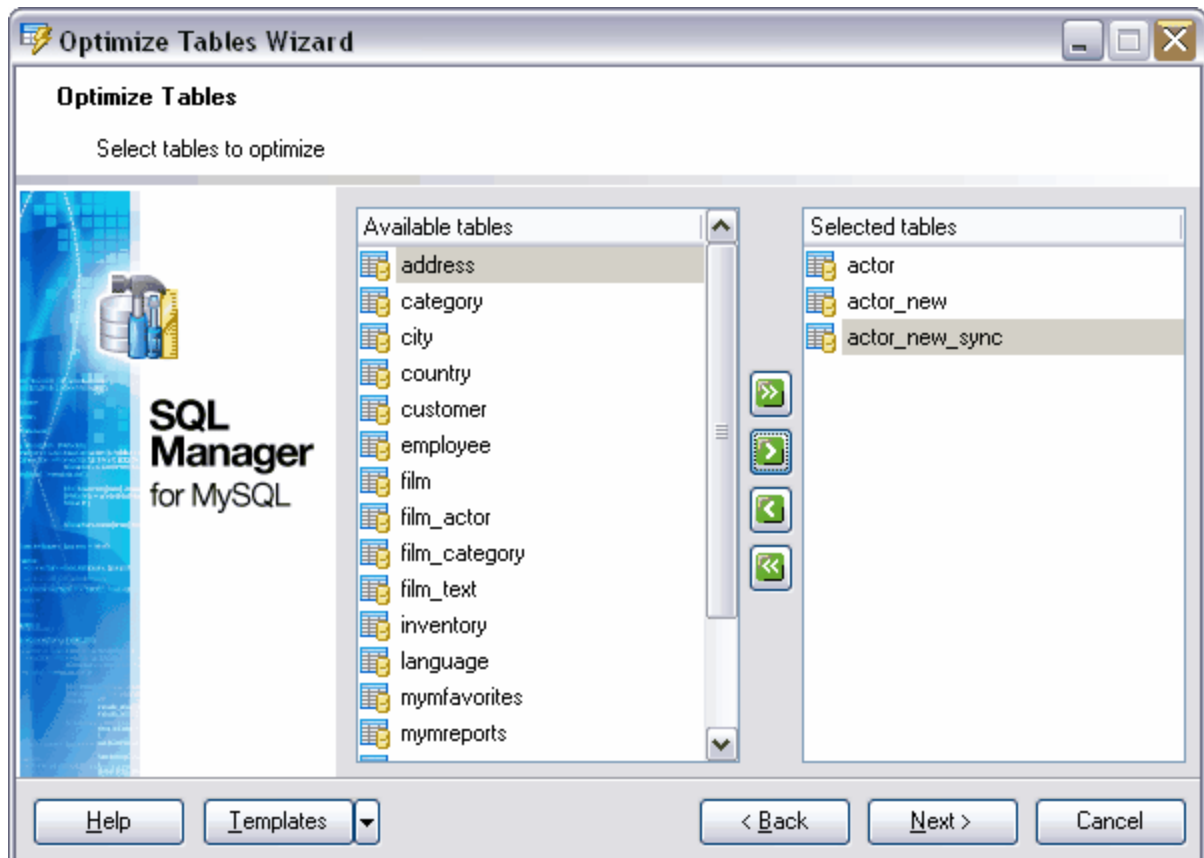 Optimize Tables Wizard
Optimize Tables
Select tables to optimize
SQL
Manager
for MySQL
Available tables
address
category
city
country
customer
employee
film
film_actor
film_category
film_text
inventory
language
mymfavorites
mymreports
Selected tables
actor
actor_new
actor_new_sync
Help
Templates
< Back
Next >
Cancel